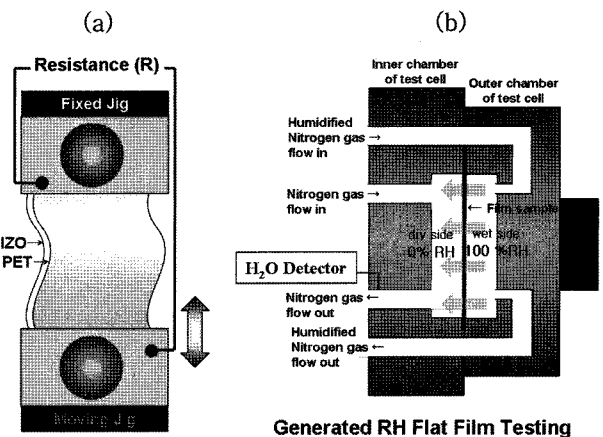 (a)
Resistance (R)
Fixed Jig
IZO
PET
Moving Jig
(b)
Inner chamber
of test cell
Outer chamber
of test cell
Humidified
Nitrogen gas →
flow in
Nitrogen gas →
flow in
Film sample
dry side wet side
0% RH 100 %RH
H₂O Detector
Nitrogen gas ←
flow out
Humidified
Nitrogen gas ←
flow out
Generated RH Flat Film Testing